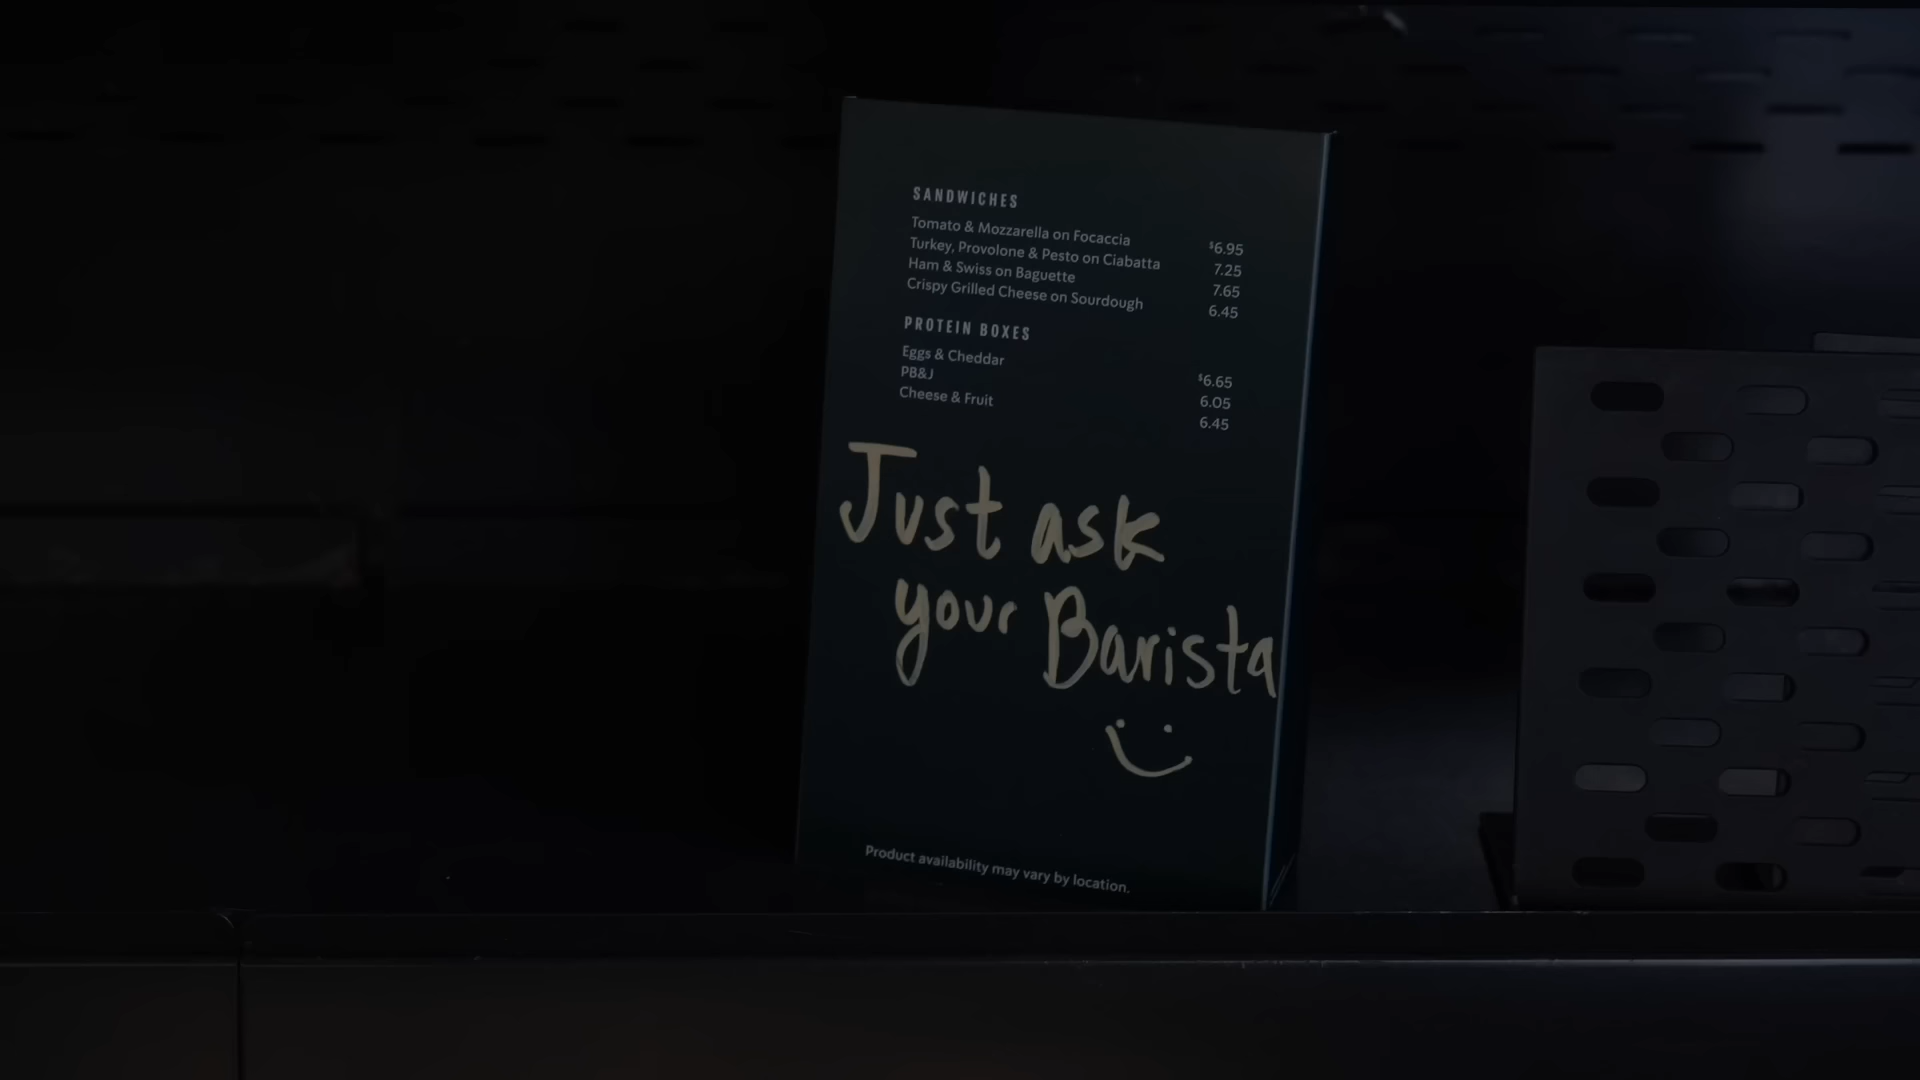 SANDWICHES
Tomato & Mozzarella on Focaccia $6.95
Turkey, Provolone & Pesto on Ciabatta 7.25
Ham & Swiss on Baguette 7.65
Crispy Grilled Cheese on Sourdough 6.45
PROTEIN BOXES
Eggs & Cheddar $6.65
PB&J 6.05
Cheese & Fruit 6.45
Just ask
your Barista
Product availability may vary by location.